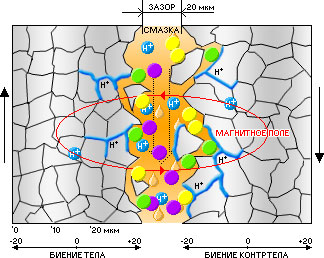 ЗАЗОР
20 мкм
СМАЗКА
H⁺
H⁺
H⁺
H⁺
H⁺
МАГНИТНОЕ ПОЛЕ
H⁺
H⁺
H⁺
H⁺
H⁺
H⁺
H⁺
'0 '10 '20 мкм
-20 0 +20 -20 0 +20
БИЕНИЕ ТЕЛА БИЕНИЕ КОНТРТЕЛА